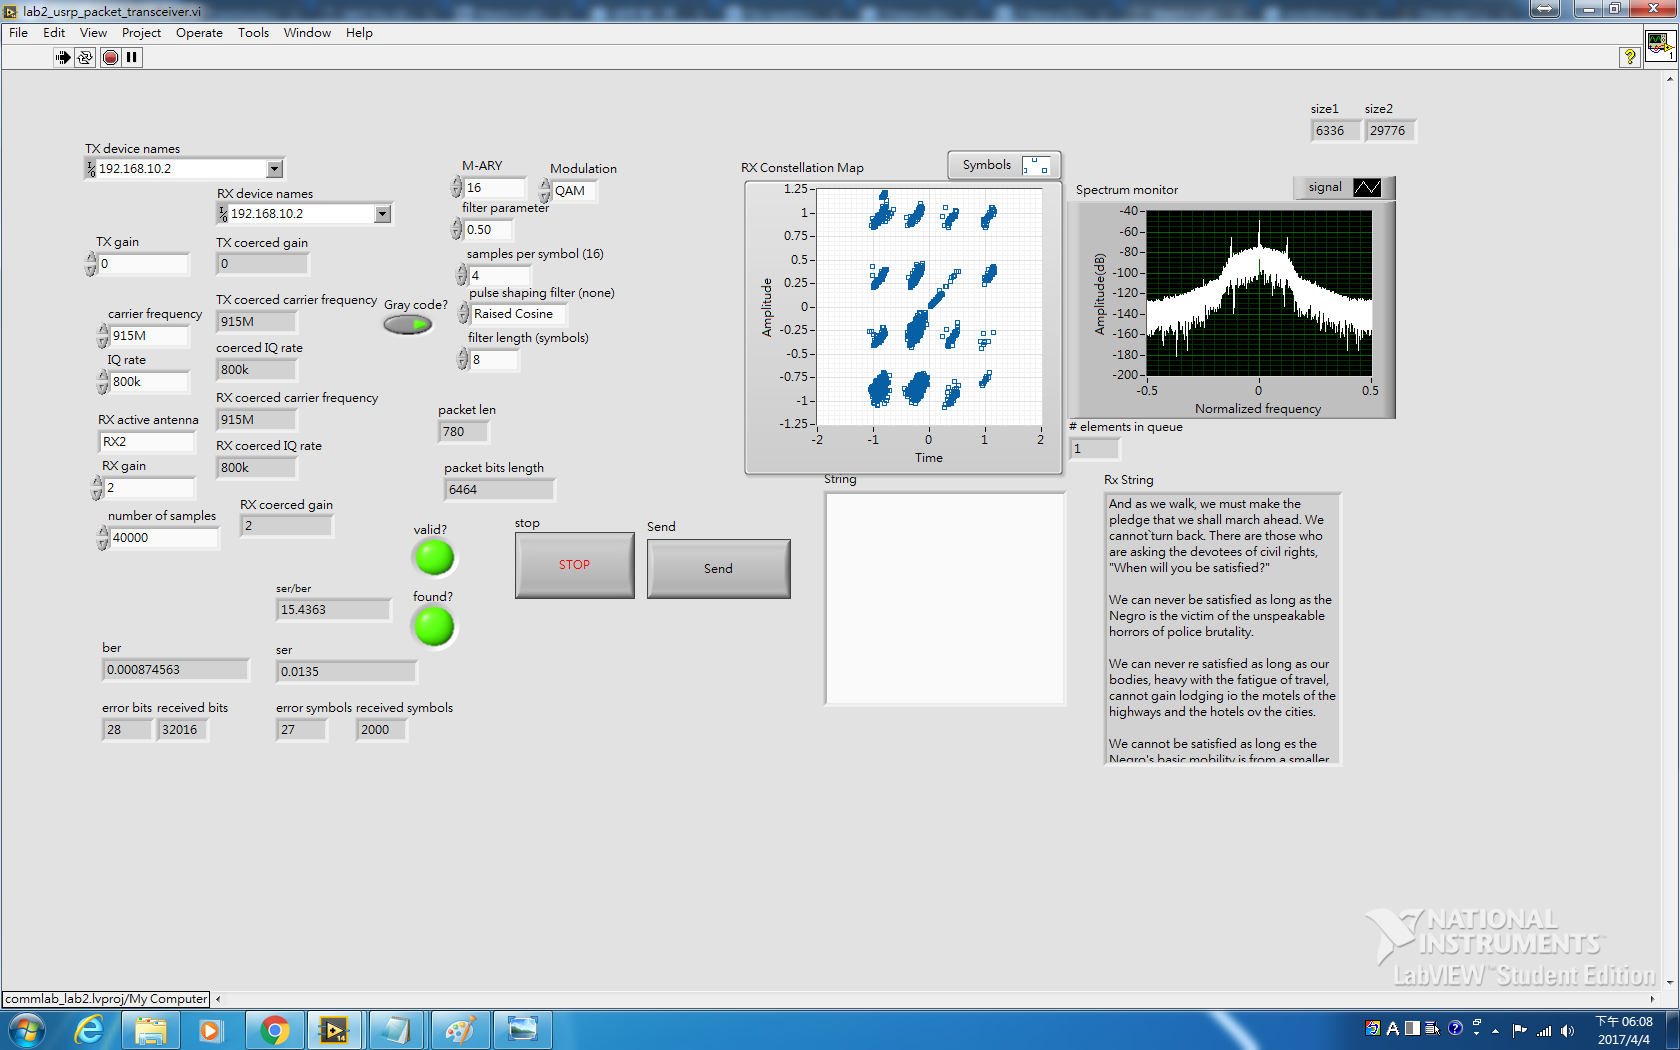 lab2_usrp_packet_transceiver.vi
File Edit View Project Operate Tools Window Help
size1 size2
6336 29776
TX device names
192.168.10.2
RX device names
192.168.10.2
TX gain
0
TX coerced gain
0
carrier frequency
915M
TX coerced carrier frequency
915M
IQ rate
800k
coerced IQ rate
800k
RX coerced carrier frequency
915M
RX active antenna
RX2
RX coerced IQ rate
800k
RX gain
2
RX coerced gain
2
number of samples
40000
Gray code?
M-ARY
16
Modulation
QAM
filter parameter
0.50
samples per symbol (16)
4
pulse shaping filter (none)
Raised Cosine
filter length (symbols)
8
packet len
780
packet bits length
6464
valid?
found?
stop
STOP
Send
Send
ser/ber
15.4363
ber
0.000874563
ser
0.0135
error bits received bits
28 32016
error symbols received symbols
27 2000
RX Constellation Map
Symbols
Amplitude
1.25
1
0.75
0.5
0.25
0
-0.25
-0.5
-0.75
-1
-1.25
-2 -1 0 1 2
Time
Spectrum monitor
signal
Amplitude(dB)
-40
-60
-80
-100
-120
-140
-160
-180
-200
-0.5 0 0.5
Normalized frequency
# elements in queue
1
String
Rx String
And as we walk, we must make the
pledge that we shall march ahead. We
cannot`turn back. There are those who
are asking the devotees of civil rights,
"When will you be satisfied?"
We can never be satisfied as long as the
Negro is the victim of the unspeakable
horrors of police brutality.
We can never re satisfied as long as our
bodies, heavy with the fatigue of travel,
cannot gain lodging io the motels of the
highways and the hotels ov the cities.
We cannot be satisfied as long es the
Negro's basic mobility is from a smaller
NATIONAL
INSTRUMENTS™
LabVIEW™ Student Edition
commlab_lab2.lvproj/My Computer
下午 06:08
2017/4/4